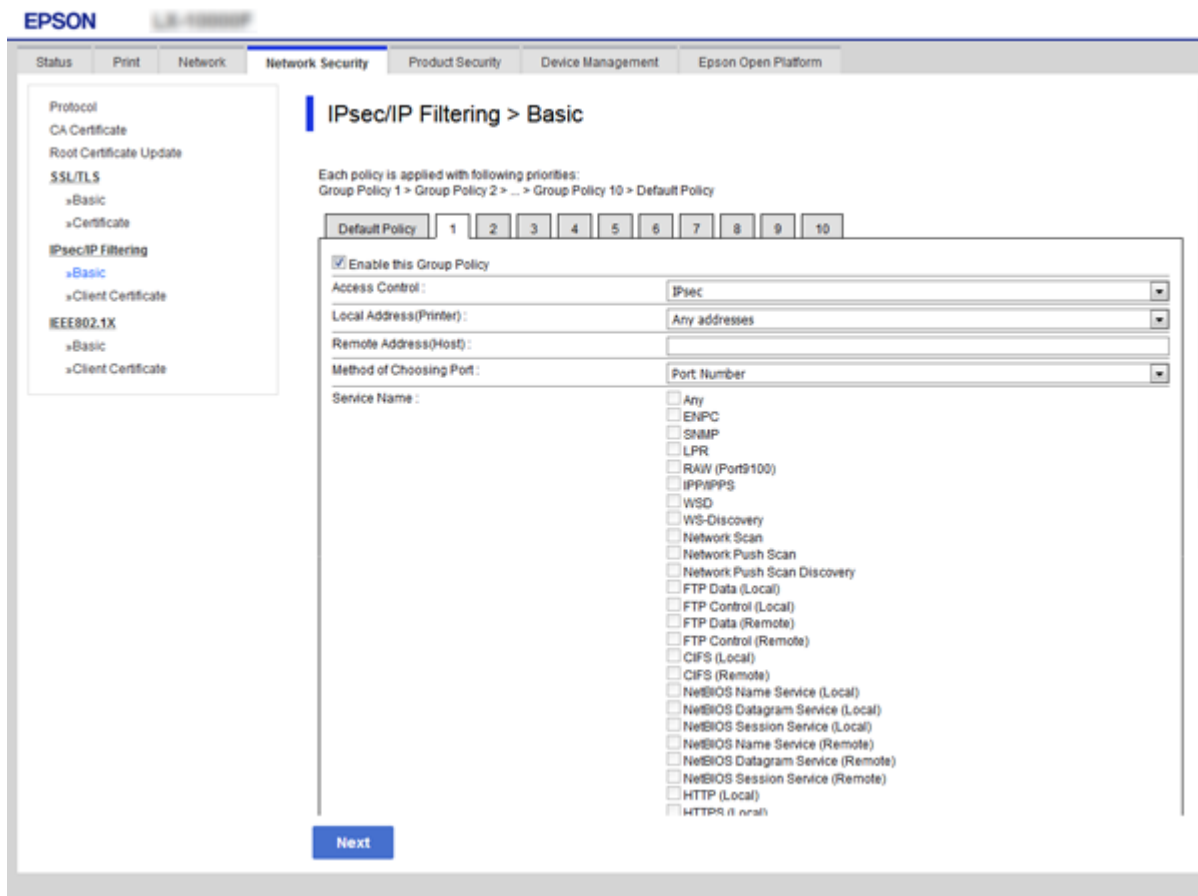 EPSON
Status Print Network Network Security Product Security Device Management Epson Open Platform
Protocol
CA Certificate
Root Certificate Update
SSL/TLS
»Basic
»Certificate
IPsec/IP Filtering
»Basic
»Client Certificate
IEEE802.1X
»Basic
»Client Certificate
IPsec/IP Filtering > Basic
Each policy is applied with following priorities:
Group Policy 1 > Group Policy 2 > ... > Group Policy 10 > Default Policy
Default Policy 1 2 3 4 5 6 7 8 9 10
Enable this Group Policy
Access Control : IPsec
Local Address(Printer) : Any addresses
Remote Address(Host) :
Method of Choosing Port : Port Number
Service Name : Any
ENPC
SNMP
LPR
RAW (Port9100)
IPP/IPPS
WSD
WS-Discovery
Network Scan
Network Push Scan
Network Push Scan Discovery
FTP Data (Local)
FTP Control (Local)
FTP Data (Remote)
FTP Control (Remote)
CIFS (Local)
CIFS (Remote)
NetBIOS Name Service (Local)
NetBIOS Datagram Service (Local)
NetBIOS Session Service (Local)
NetBIOS Name Service (Remote)
NetBIOS Datagram Service (Remote)
NetBIOS Session Service (Remote)
HTTP (Local)
HTTPS (Local)
Next